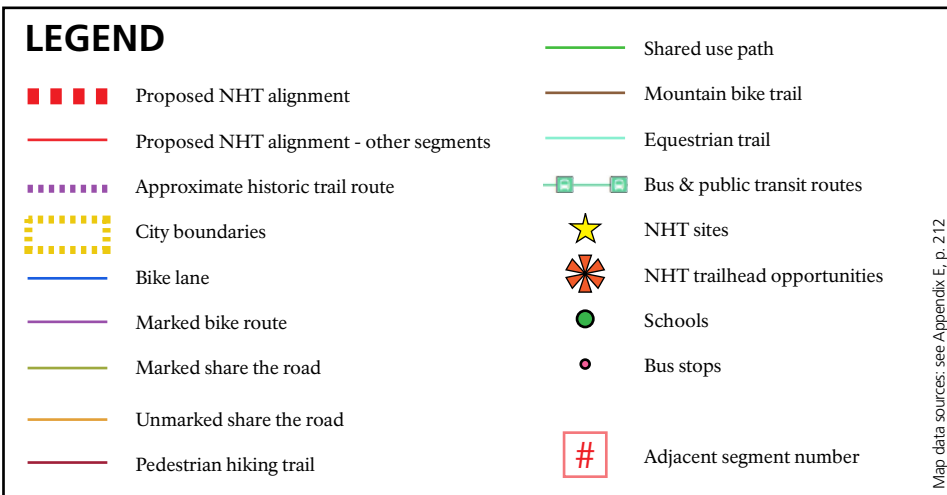 LEGEND
Proposed NHT alignment
Proposed NHT alignment - other segments
Approximate historic trail route
City boundaries
Bike lane
Marked bike route
Marked share the road
Unmarked share the road
Pedestrian hiking trail
Shared use path
Mountain bike trail
Equestrian trail
Bus & public transit routes
NHT sites
NHT trailhead opportunities
Schools
Bus stops
# Adjacent segment number
Map data sources: see Appendix E, p. 212